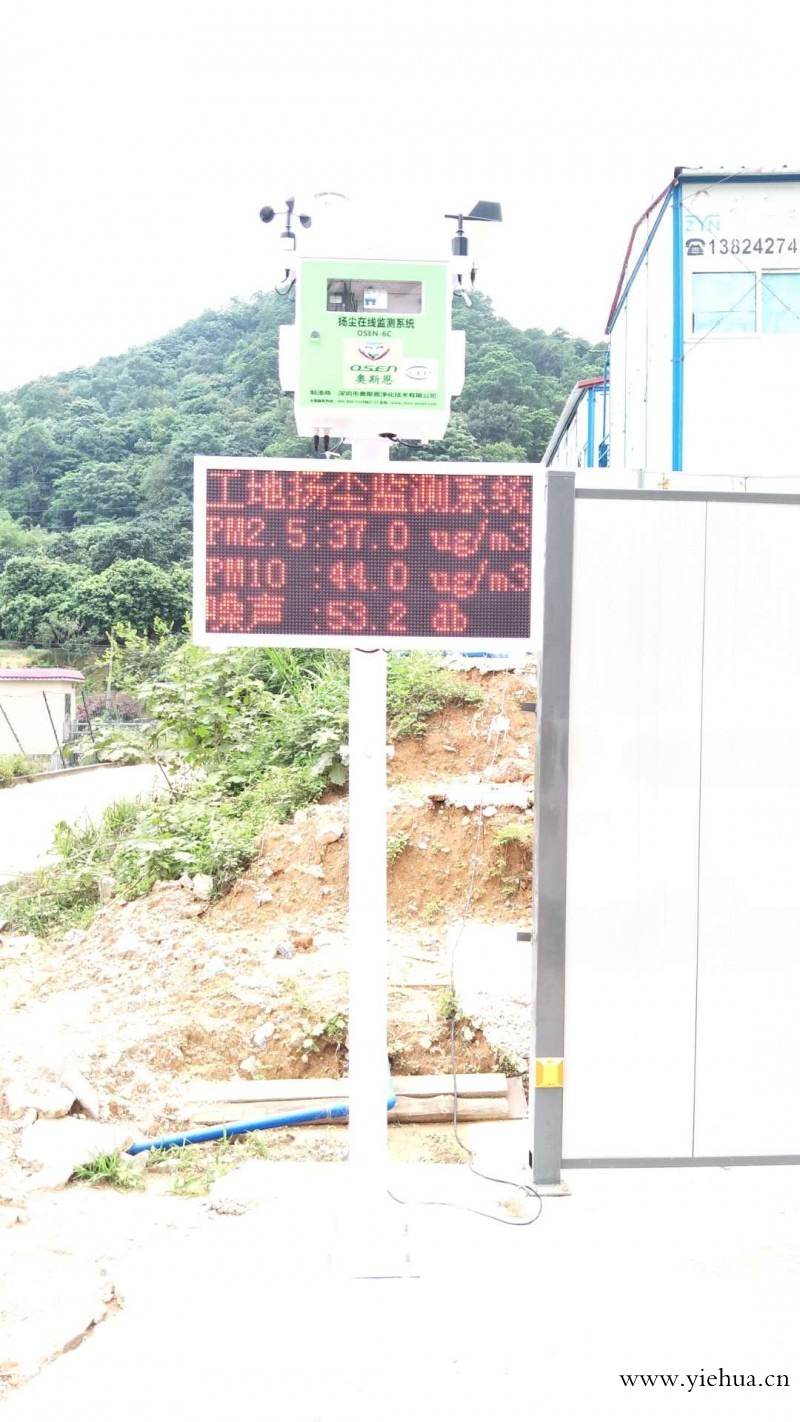 ZYN
☎13824274
扬尘在线监测系统
OSEN-6C
OSEN
奥斯恩
制造商：深圳市奥斯恩净化技术有限公司
工地扬尘监测系统
PM2.5:37.0 ug/m3
PM10 :44.0 ug/m3
噪声 :53.2 db
www.yiehua.cn